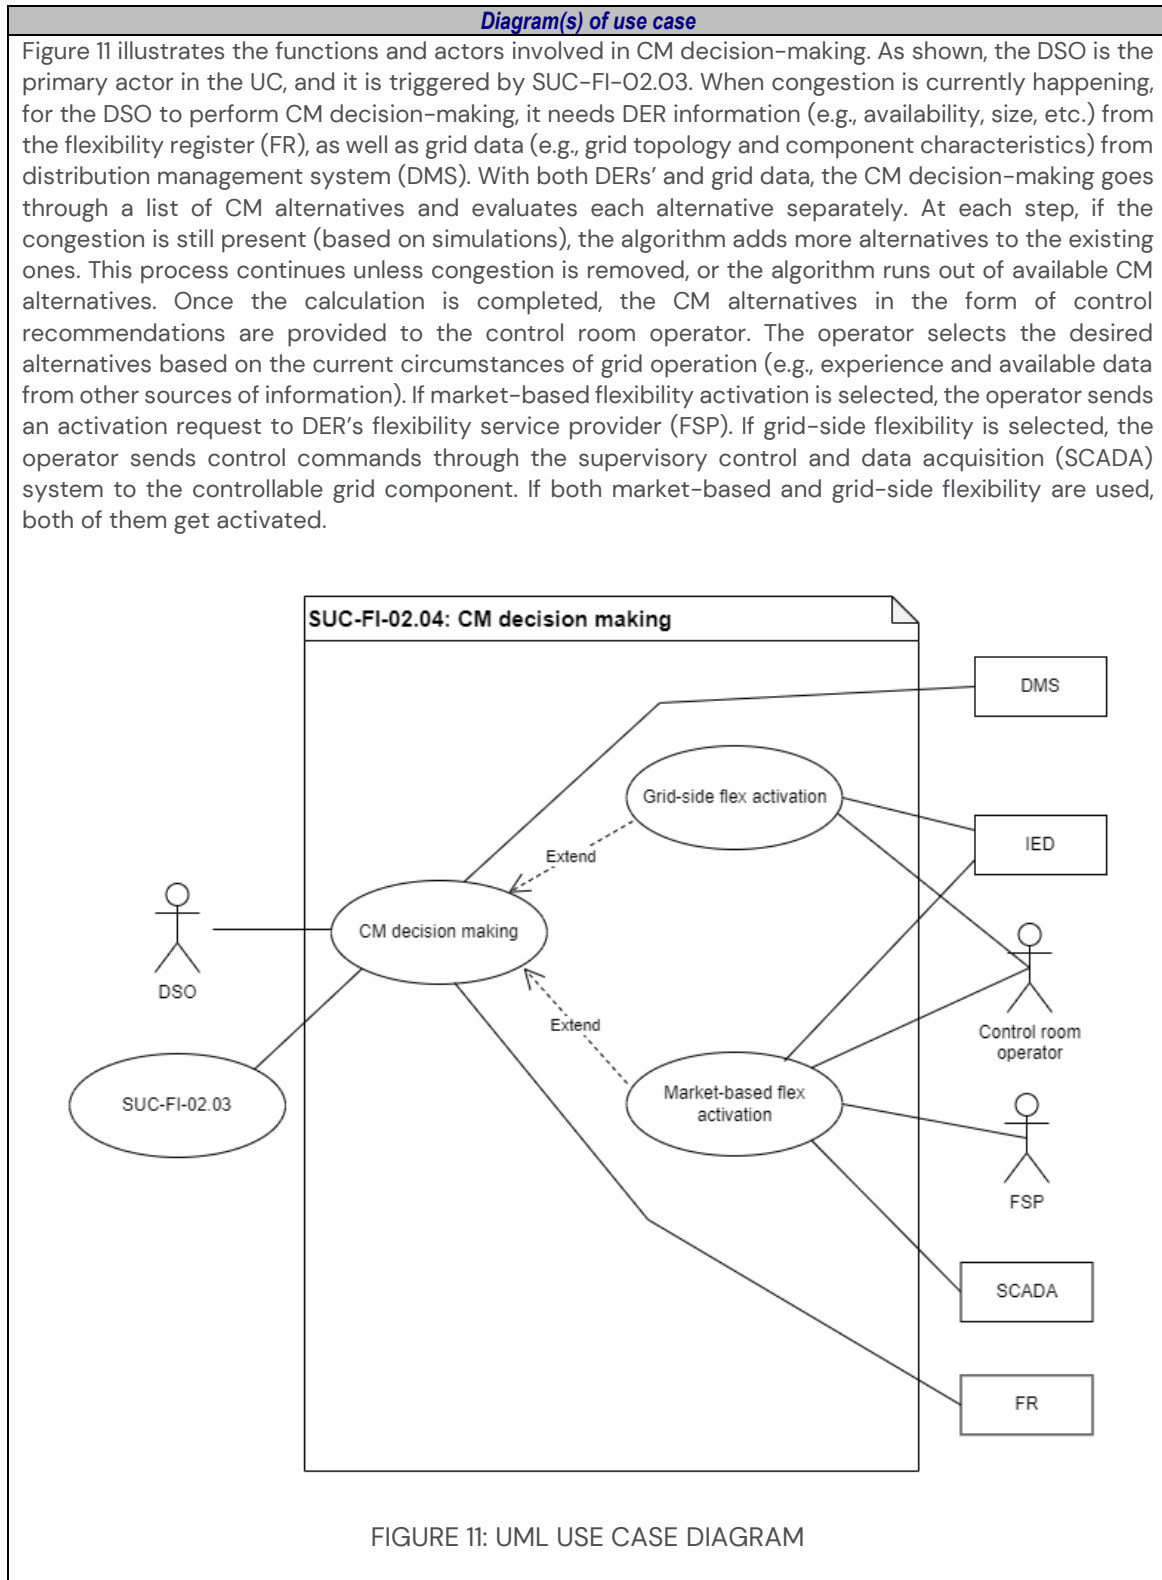 Diagram(s) of use case
Figure 11 illustrates the functions and actors involved in CM decision-making. As shown, the DSO is the
primary actor in the UC, and it is triggered by SUC-FI-02.03. When congestion is currently happening,
for the DSO to perform CM decision-making, it needs DER information (e.g., availability, size, etc.) from
the flexibility register (FR), as well as grid data (e.g., grid topology and component characteristics) from
distribution management system (DMS). With both DERs’ and grid data, the CM decision-making goes
through a list of CM alternatives and evaluates each alternative separately. At each step, if the
congestion is still present (based on simulations), the algorithm adds more alternatives to the existing
ones. This process continues unless congestion is removed, or the algorithm runs out of available CM
alternatives. Once the calculation is completed, the CM alternatives in the form of control
recommendations are provided to the control room operator. The operator selects the desired
alternatives based on the current circumstances of grid operation (e.g., experience and available data
from other sources of information). If market-based flexibility activation is selected, the operator sends
an activation request to DER’s flexibility service provider (FSP). If grid-side flexibility is selected, the
operator sends control commands through the supervisory control and data acquisition (SCADA)
system to the controllable grid component. If both market-based and grid-side flexibility are used,
both of them get activated.
SUC-FI-02.04: CM decision making
DMS
Grid-side flex activation
IED
Extend
CM decision making
DSO
Control room
operator
Extend
SUC-FI-02.03
Market-based flex
activation
FSP
SCADA
FR
FIGURE 11: UML USE CASE DIAGRAM